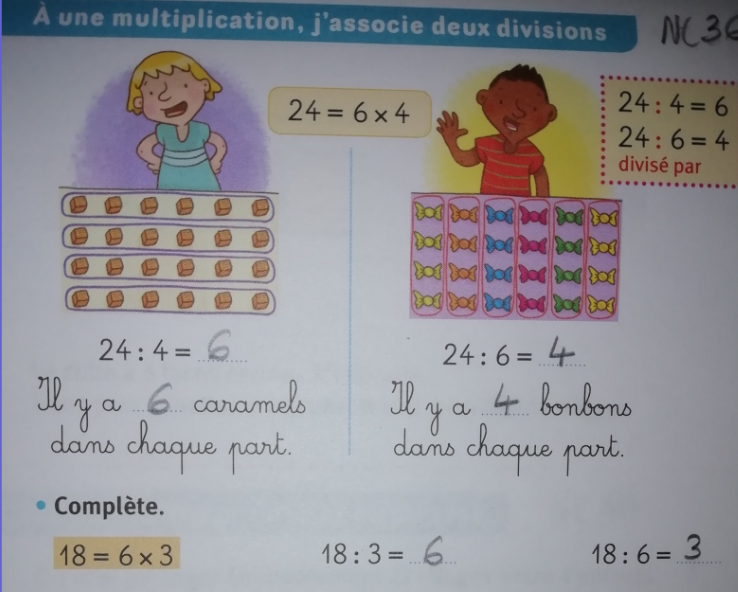 À une multiplication, j'associe deux divisions
NC 36
24 = 6 × 4
24 : 4 = 6
24 : 6 = 4
divisé par
24 : 4 = 6
Il y a 6 caramels
dans chaque part.
24 : 6 = 4
Il y a 4 bonbons
dans chaque part.
• Complète.
18 = 6 × 3
18 : 3 = 6
18 : 6 = 3